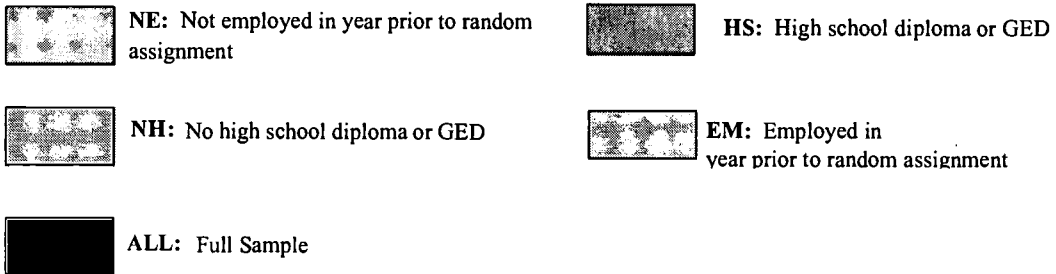 NE: Not employed in year prior to random
assignment
HS: High school diploma or GED
NH: No high school diploma or GED
EM: Employed in
year prior to random assignment
ALL: Full Sample